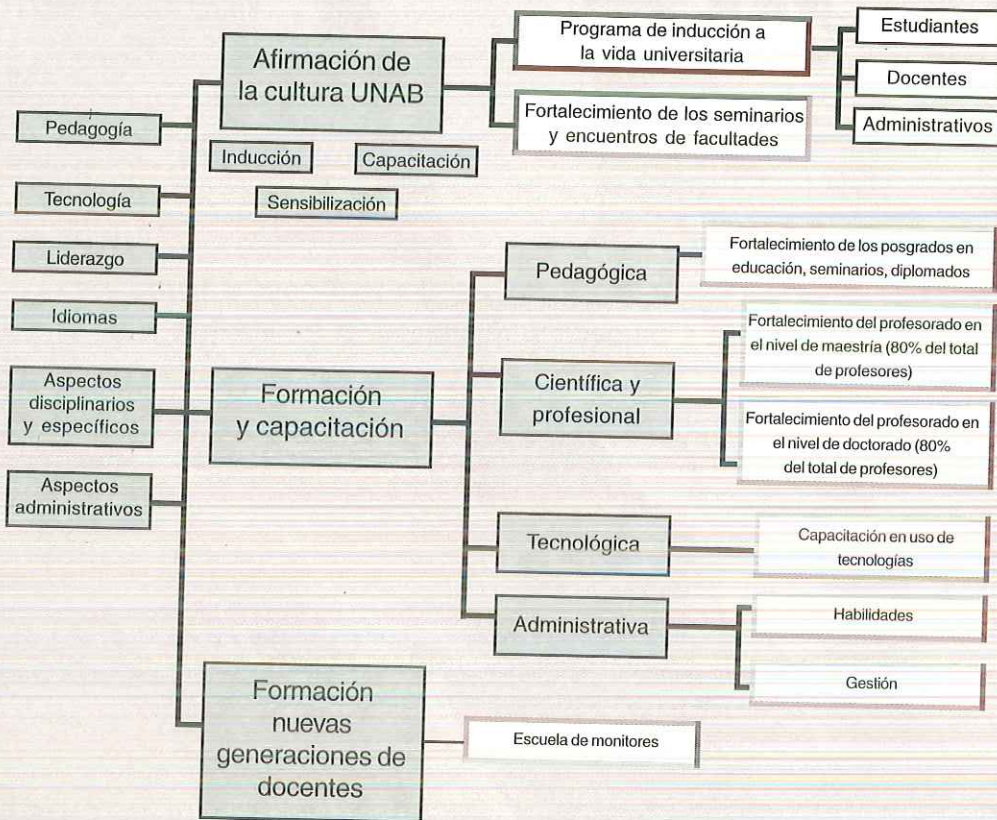 Pedagogía
Tecnología
Liderazgo
Idiomas
Aspectos
disciplinarios
y específicos
Aspectos
administrativos
Afirmación de
la cultura UNAB
Inducción
Capacitación
Sensibilización
Programa de inducción a
la vida universitaria
Estudiantes
Docentes
Administrativos
Fortalecimiento de los seminarios
y encuentros de facultades
Formación
y capacitación
Pedagógica
Fortalecimiento de los posgrados en
educación, seminarios, diplomados
Científica y
profesional
Fortalecimiento del profesorado en
el nivel de maestría (80% del total
de profesores)
Fortalecimiento del profesorado en
el nivel de doctorado (80%
del total de profesores)
Tecnológica
Capacitación en uso de
tecnologías
Administrativa
Habilidades
Gestión
Formación
nuevas
generaciones de
docentes
Escuela de monitores